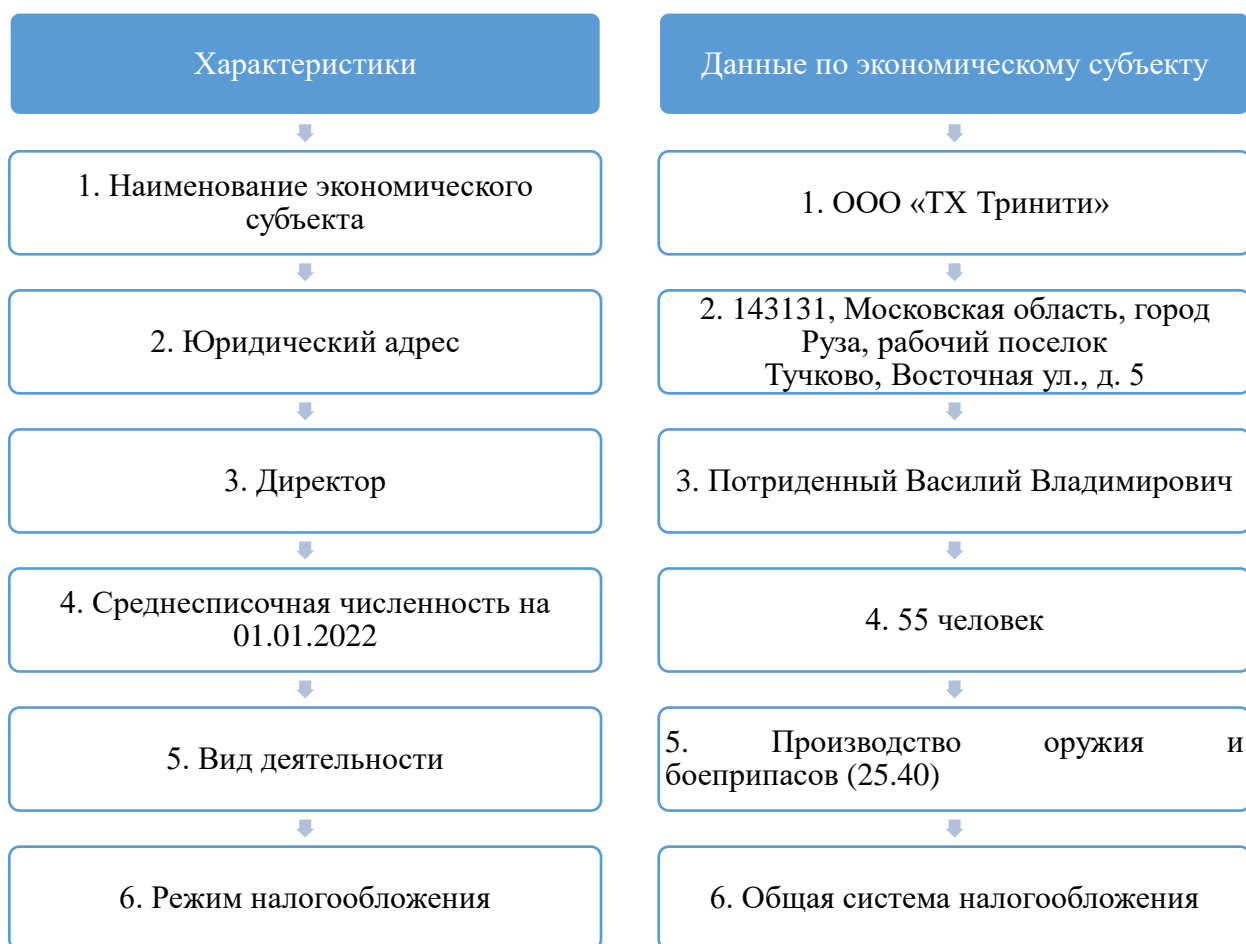 Характеристики
Данные по экономическому субъекту
1. Наименование экономического
субъекта
1. ООО «ТХ Тринити»
2. Юридический адрес
2. 143131, Московская область, город
Руза, рабочий поселок
Тучково, Восточная ул., д. 5
3. Директор
3. Потриденный Василий Владимирович
4. Среднесписочная численность на
01.01.2022
4. 55 человек
5. Вид деятельности
5. Производство оружия и
боеприпасов (25.40)
6. Режим налогообложения
6. Общая система налогообложения